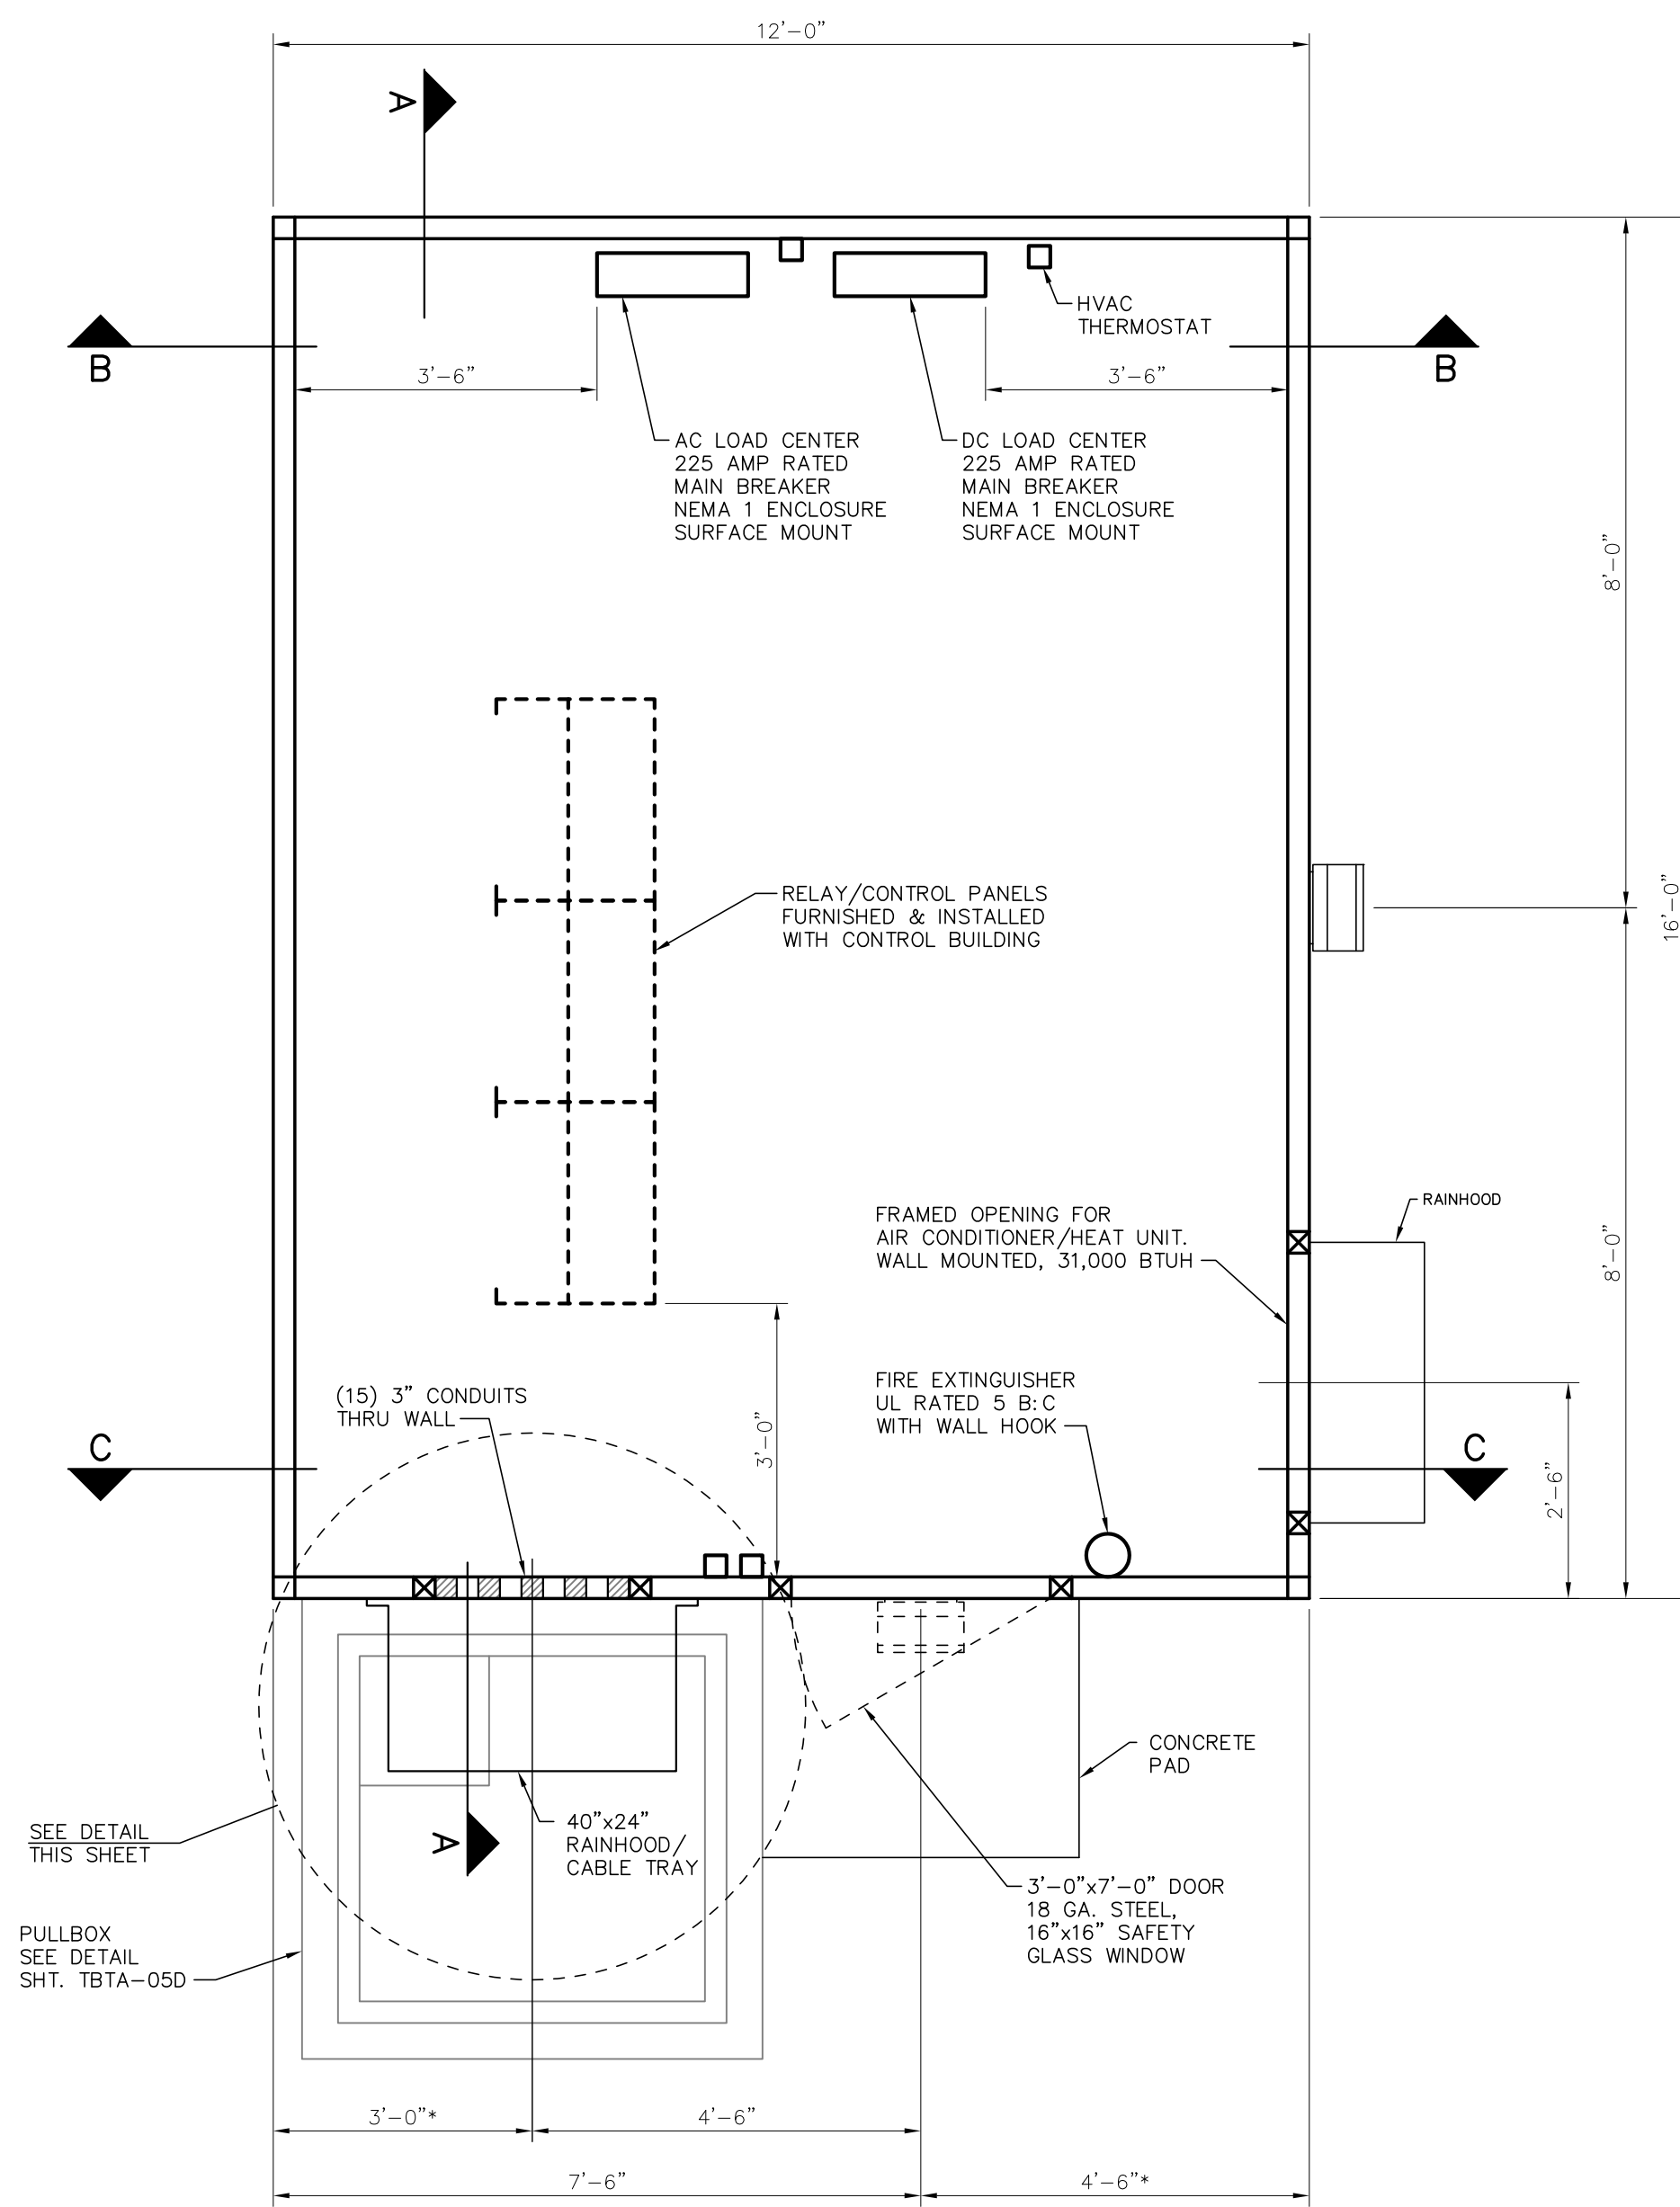 12'-0"
A
HVAC
THERMOSTAT
B
B
3'-6"
3'-6"
AC LOAD CENTER
225 AMP RATED
MAIN BREAKER
NEMA 1 ENCLOSURE
SURFACE MOUNT
DC LOAD CENTER
225 AMP RATED
MAIN BREAKER
NEMA 1 ENCLOSURE
SURFACE MOUNT
8'-0"
RELAY/CONTROL PANELS
FURNISHED & INSTALLED
WITH CONTROL BUILDING
16'-0"
RAINHOOD
FRAMED OPENING FOR
AIR CONDITIONER/HEAT UNIT.
WALL MOUNTED, 31,000 BTUH
8'-0"
(15) 3" CONDUITS
THRU WALL
3'-0"
FIRE EXTINGUISHER
UL RATED 5 B:C
WITH WALL HOOK
C
C
2'-6"
CONCRETE
PAD
SEE DETAIL
THIS SHEET
A
40"x24"
RAINHOOD/
CABLE TRAY
3'-0"x7'-0" DOOR
18 GA. STEEL,
16"x16" SAFETY
GLASS WINDOW
PULLBOX
SEE DETAIL
SHT. TBTA-05D
3'-0"*
4'-6"
7'-6"
4'-6"*